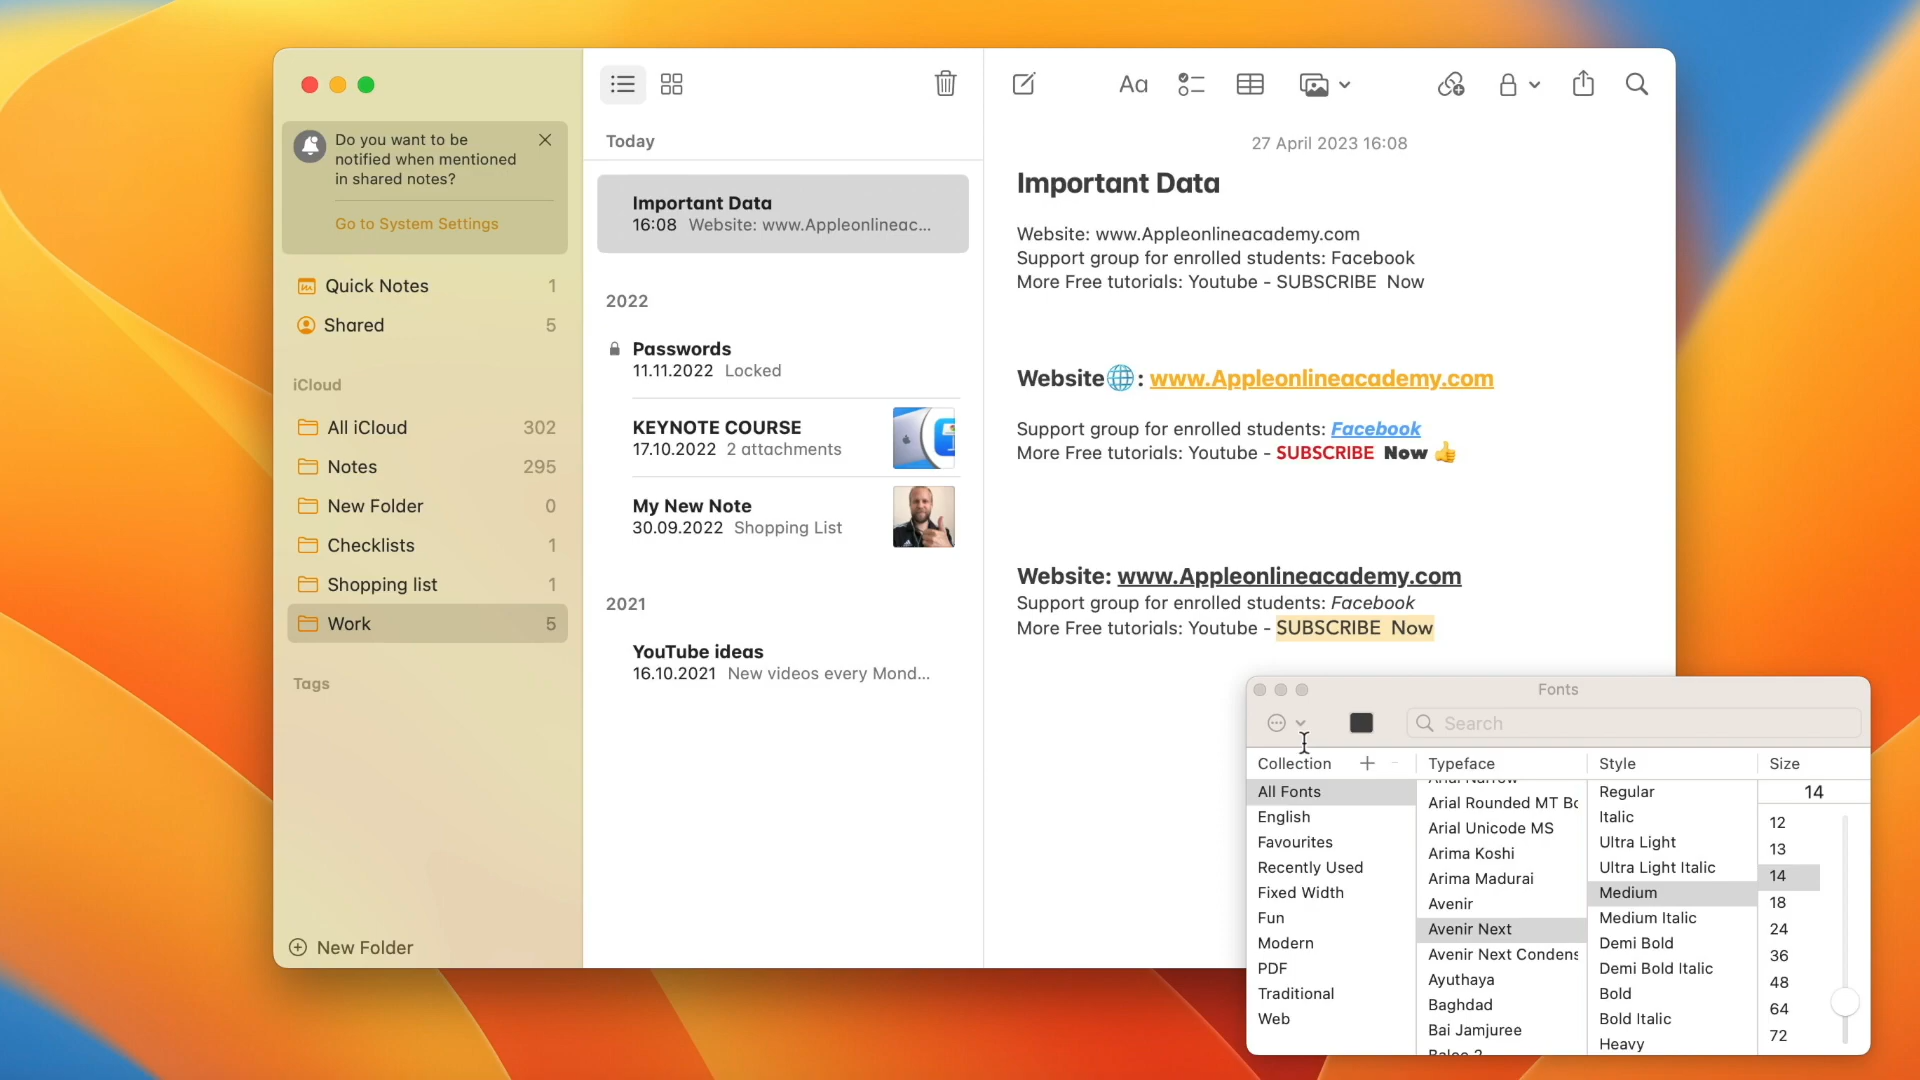 Do you want to be
notified when mentioned
in shared notes?
Go to System Settings
Quick Notes 1
Shared 5
iCloud
All iCloud 302
Notes 295
New Folder 0
Checklists 1
Shopping list 1
Work 5
Tags
New Folder
Today
Important Data
16:08 Website: www.Appleonlineac...
2022
Passwords
11.11.2022 Locked
KEYNOTE COURSE
17.10.2022 2 attachments
My New Note
30.09.2022 Shopping List
2021
YouTube ideas
16.10.2021 New videos every Mond...
Aa
27 April 2023 16:08
Important Data
Website: www.Appleonlineacademy.com
Support group for enrolled students: Facebook
More Free tutorials: Youtube - SUBSCRIBE Now
Website🌐: www.Appleonlineacademy.com
Support group for enrolled students: Facebook
More Free tutorials: Youtube - SUBSCRIBE Now 👍
Website: www.Appleonlineacademy.com
Support group for enrolled students: Facebook
More Free tutorials: Youtube - SUBSCRIBE Now
Fonts
Search
Collection
All Fonts
English
Favourites
Recently Used
Fixed Width
Fun
Modern
PDF
Traditional
Web
Typeface
Arial Rounded MT Bo
Arial Unicode MS
Arima Koshi
Arima Madurai
Avenir
Avenir Next
Avenir Next Condens
Ayuthaya
Baghdad
Bai Jamjuree
Style
Regular
Italic
Ultra Light
Ultra Light Italic
Medium
Medium Italic
Demi Bold
Demi Bold Italic
Bold
Bold Italic
Heavy
Size
14
12
13
14
18
24
36
48
64
72